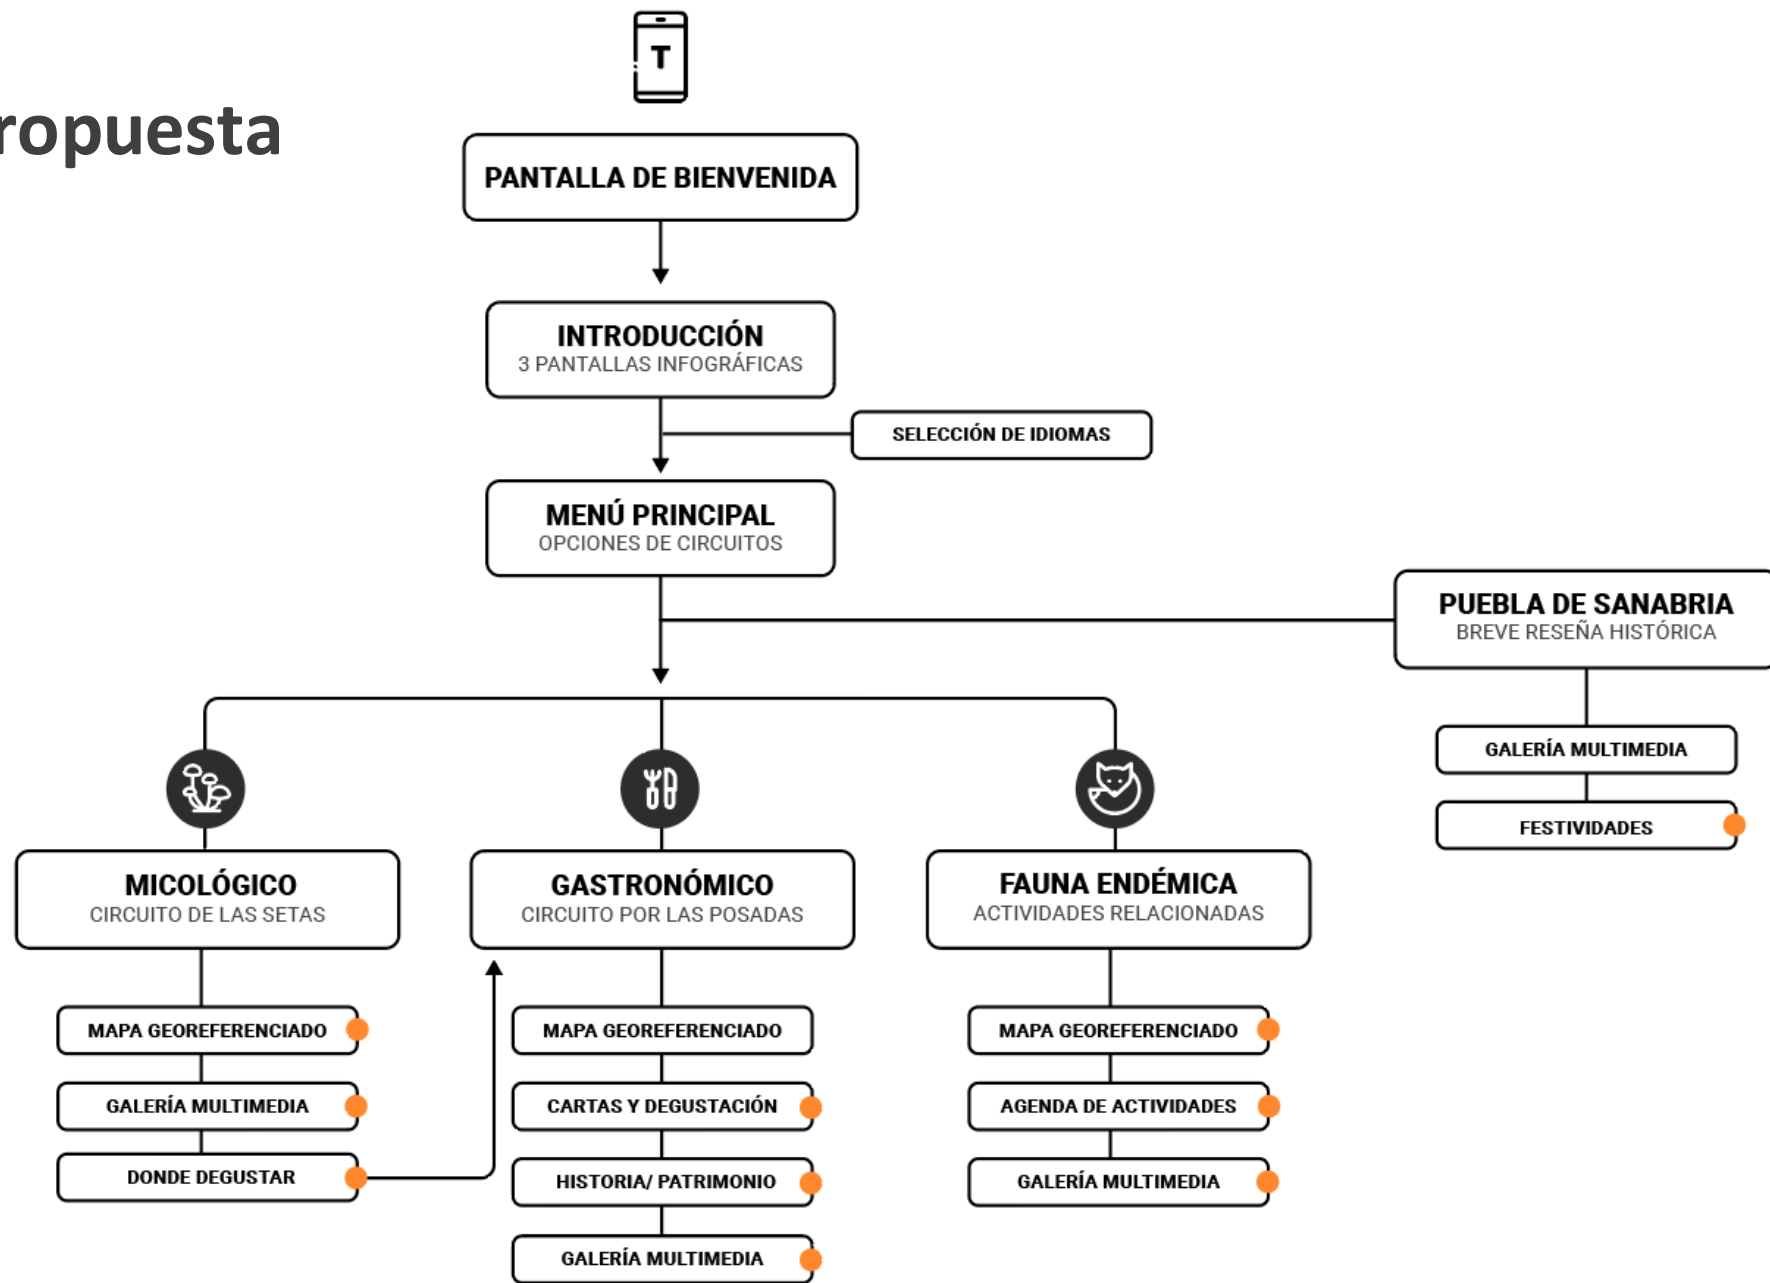 T
ropuesta
PANTALLA DE BIENVENIDA
INTRODUCCIÓN
3 PANTALLAS INFOGRÁFICAS
SELECCIÓN DE IDIOMAS
MENÚ PRINCIPAL
OPCIONES DE CIRCUITOS
PUEBLA DE SANABRIA
BREVE RESEÑA HISTÓRICA
GALERÍA MULTIMEDIA
FESTIVIDADES
MICOLÓGICO
CIRCUITO DE LAS SETAS
MAPA GEOREFERENCIADO
GALERÍA MULTIMEDIA
DONDE DEGUSTAR
GASTRONÓMICO
CIRCUITO POR LAS POSADAS
MAPA GEOREFERENCIADO
CARTAS Y DEGUSTACIÓN
HISTORIA/ PATRIMONIO
GALERÍA MULTIMEDIA
FAUNA ENDÉMICA
ACTIVIDADES RELACIONADAS
MAPA GEOREFERENCIADO
AGENDA DE ACTIVIDADES
GALERÍA MULTIMEDIA